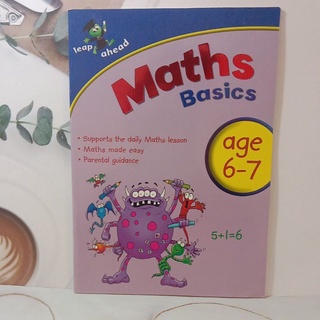 leap
ahead
Maths
Basics
• Supports the daily Maths lesson
• Maths made easy
• Parental guidance
age
6-7
5+1=6